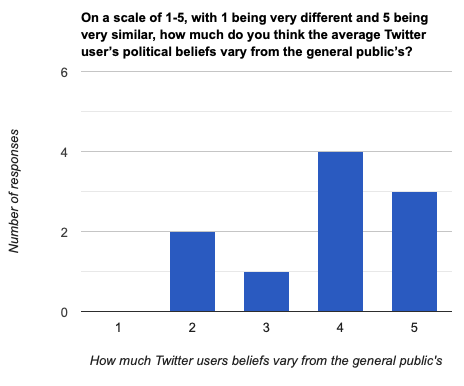 On a scale of 1-5, with 1 being very different and 5 being
very similar, how much do you think the average Twitter
user's political beliefs vary from the general public's?
6
4
2
0
Number of responses
1 2 3 4 5
How much Twitter users beliefs vary from the general public's